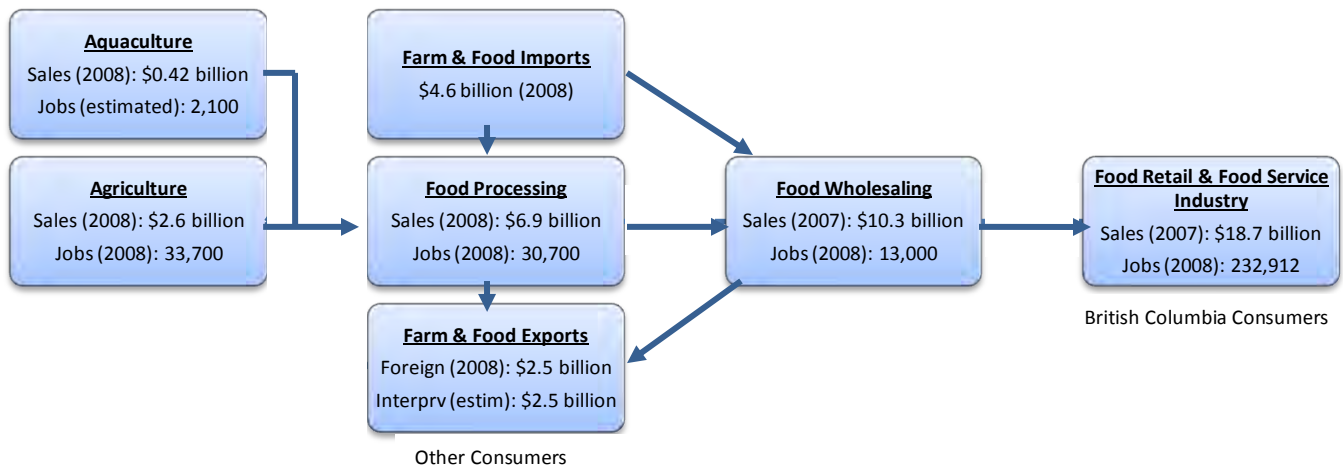 Aquaculture
Sales (2008): $0.42 billion
Jobs (estimated): 2,100
Agriculture
Sales (2008): $2.6 billion
Jobs (2008): 33,700
Farm & Food Imports
$4.6 billion (2008)
Food Processing
Sales (2008): $6.9 billion
Jobs (2008): 30,700
Farm & Food Exports
Foreign (2008): $2.5 billion
Interprv (estim): $2.5 billion
Other Consumers
Food Wholesaling
Sales (2007): $10.3 billion
Jobs (2008): 13,000
Food Retail & Food Service
Industry
Sales (2007): $18.7 billion
Jobs (2008): 232,912
British Columbia Consumers